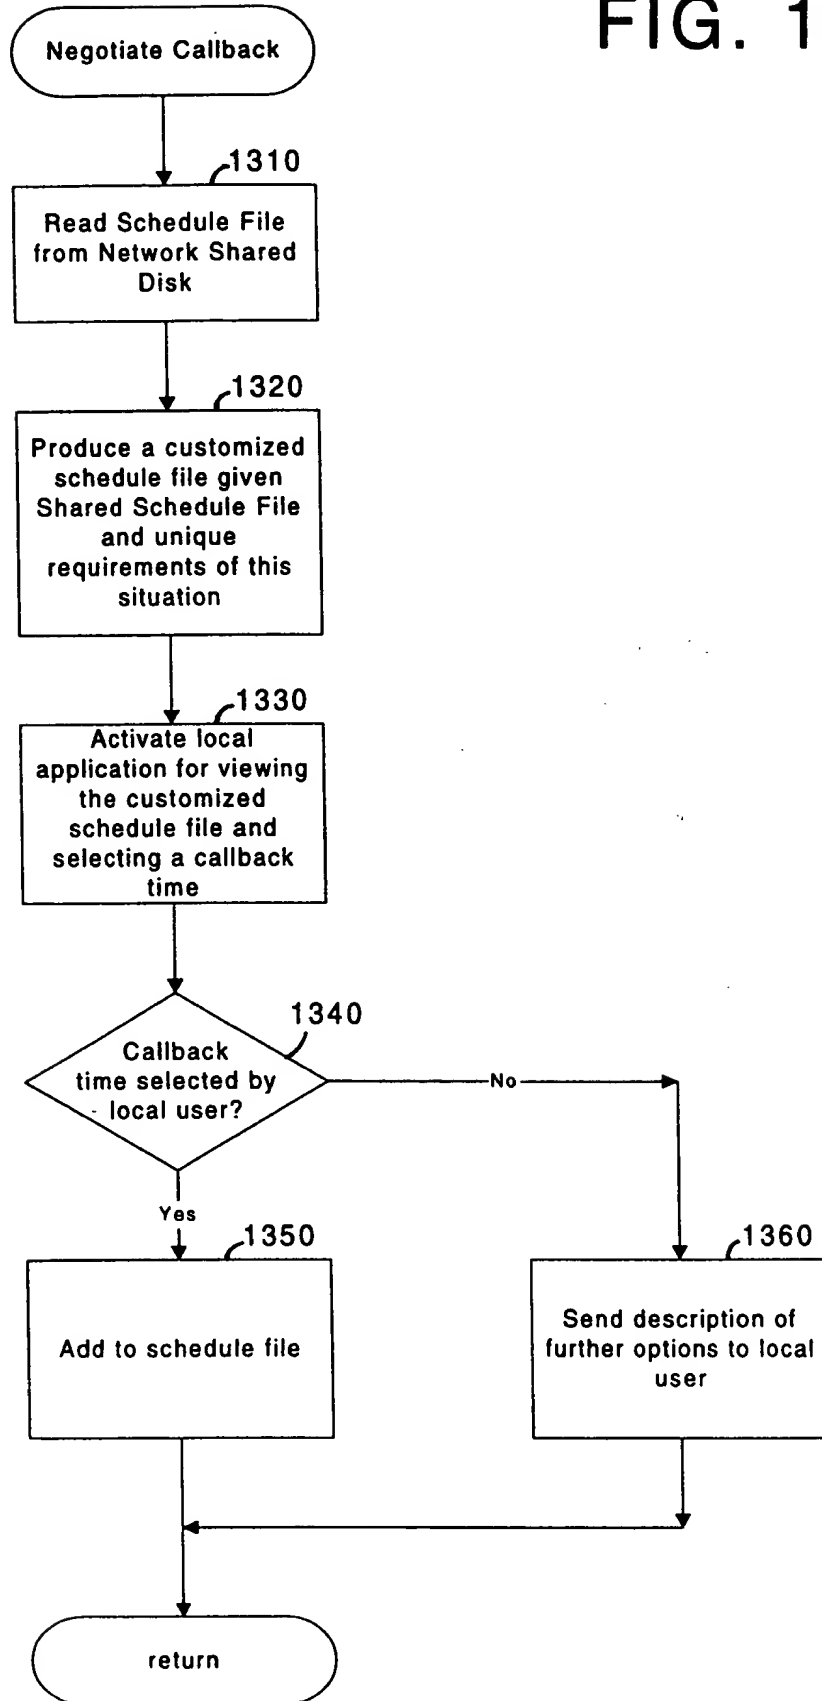 FIG. 1
Negotiate Callback
1310
Read Schedule File
from Network Shared
Disk
1320
Produce a customized
schedule file given
Shared Schedule File
and unique
requirements of this
situation
1330
Activate local
application for viewing
the customized
schedule file and
selecting a callback
time
1340
Callback
time selected by
local user?
No
Yes
1350
Add to schedule file
1360
Send description of
further options to local
user
return